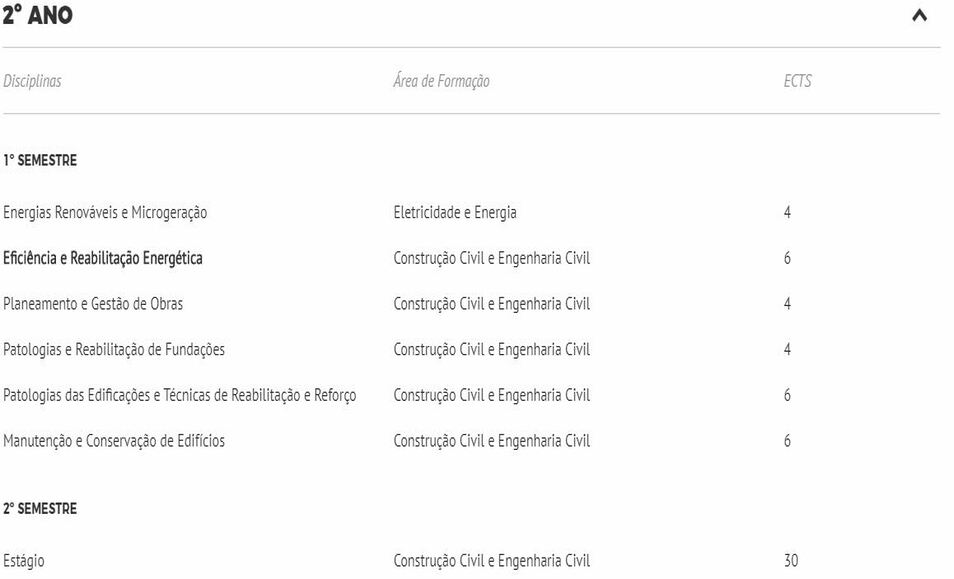 2° ANO
Disciplinas Área de Formação ECTS
1° SEMESTRE
Energias Renováveis e Microgeração Eletricidade e Energia 4
Eficiência e Reabilitação Energética Construção Civil e Engenharia Civil 6
Planeamento e Gestão de Obras Construção Civil e Engenharia Civil 4
Patologias e Reabilitação de Fundações Construção Civil e Engenharia Civil 4
Patologias das Edificações e Técnicas de Reabilitação e Reforço Construção Civil e Engenharia Civil 6
Manutenção e Conservação de Edifícios Construção Civil e Engenharia Civil 6
2° SEMESTRE
Estágio Construção Civil e Engenharia Civil 30